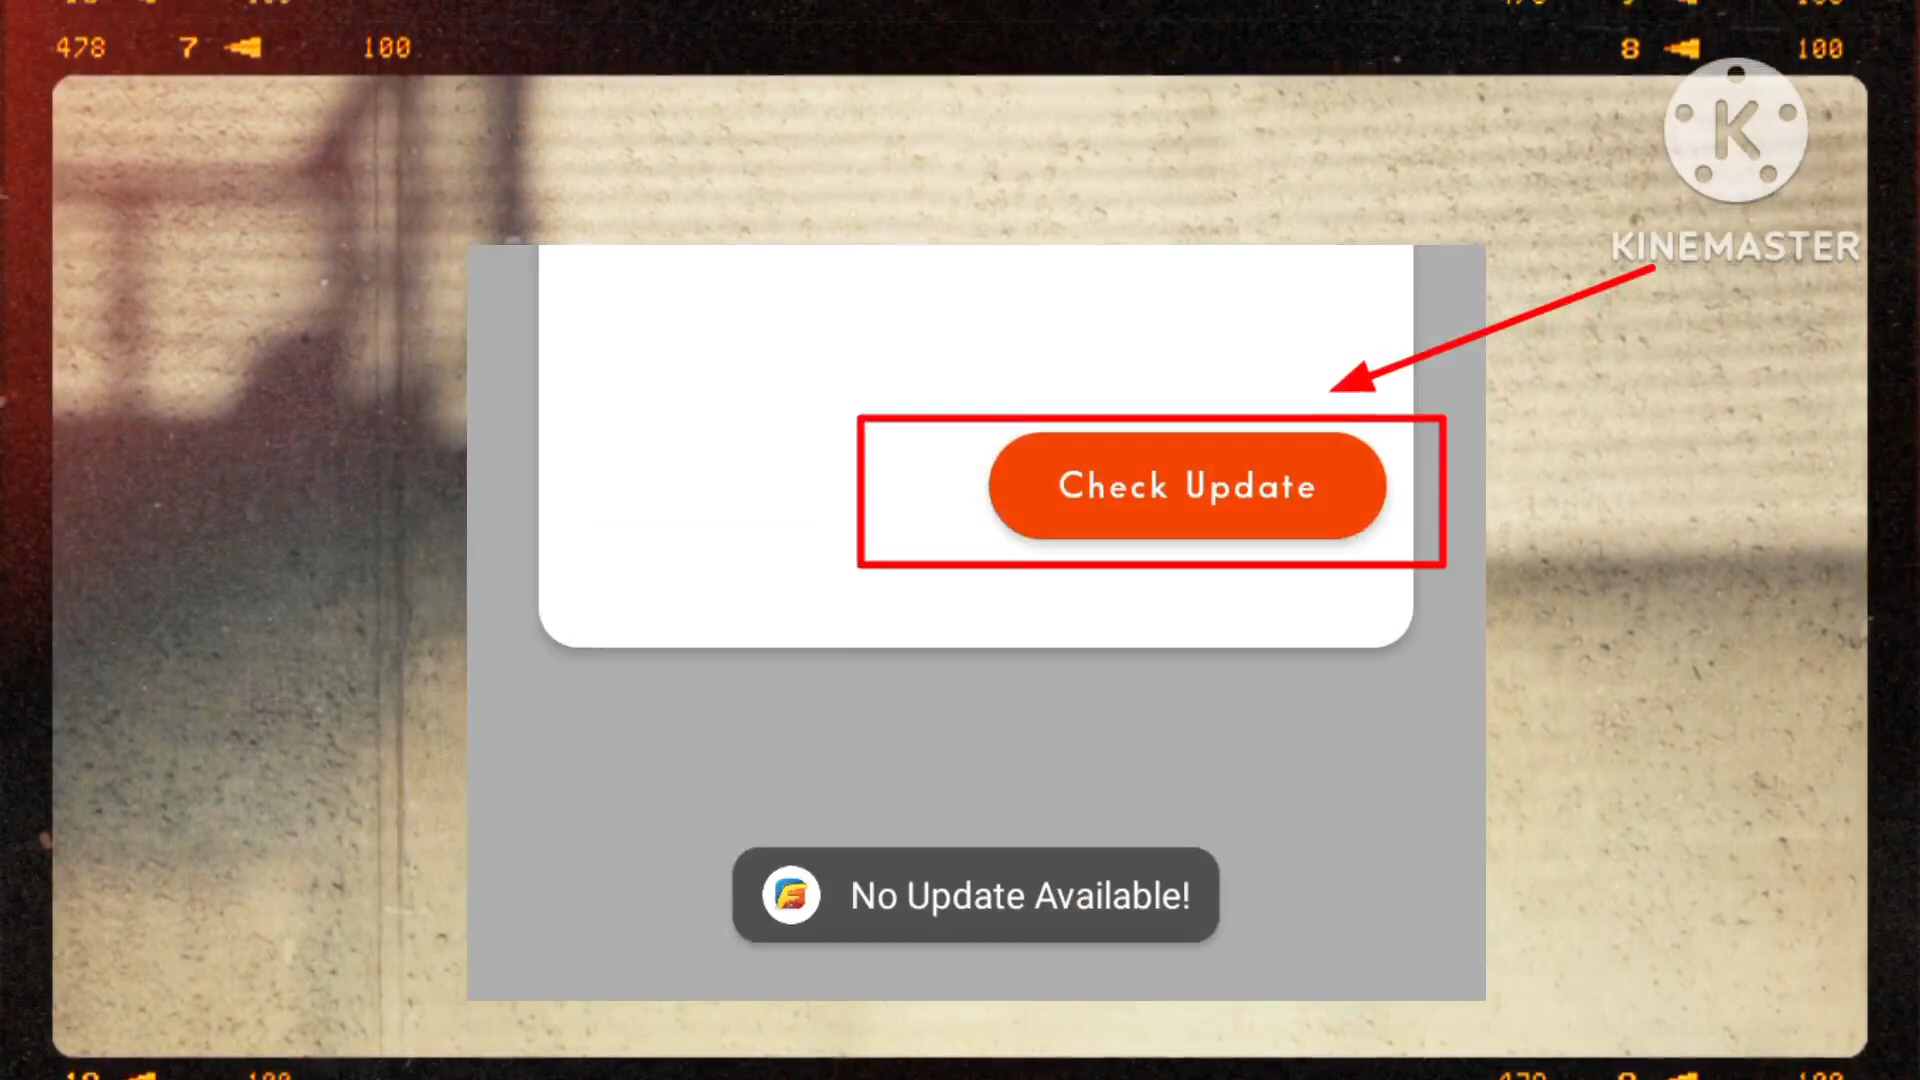 478 7 100
8 100
K
KINEMASTER
Check Update
No Update Available!